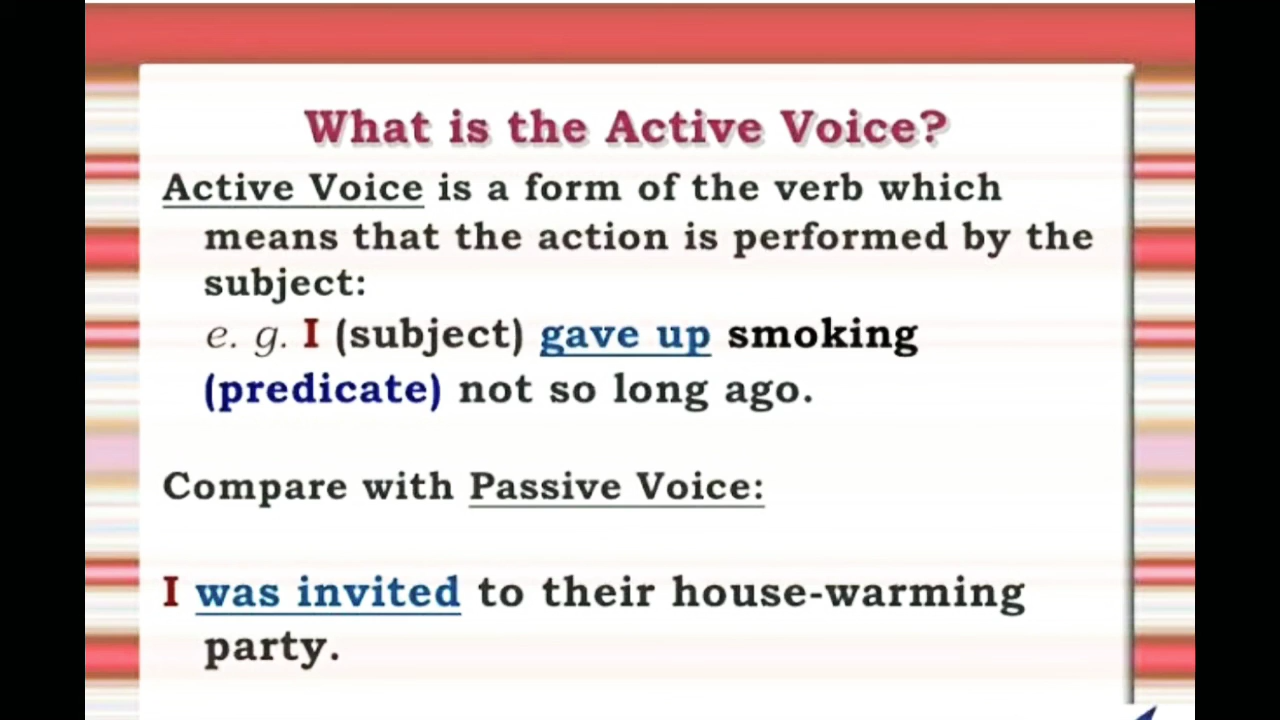 What is the Active Voice?
Active Voice is a form of the verb which
means that the action is performed by the
subject:
e. g. I (subject) gave up smoking
(predicate) not so long ago.
Compare with Passive Voice:
I was invited to their house-warming
party.